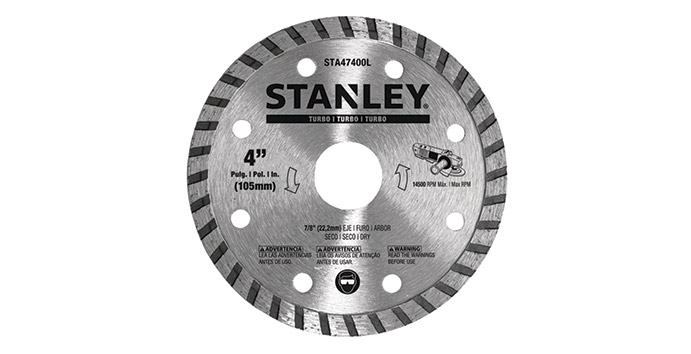 STA47400L
STANLEY®
TURBO | TURBO | TURBO
4”
Pulg. | Pol. | In.
(105mm)
14500 RPM Máx. | Max RPM
7/8" (22,2mm) EJE | FURO | ARBOR
SECO | SECO | DRY
ADVERTENCIA
LEA LAS ADVERTENCIAS
ANTES DE USO.
ADVERTENCIA
LEIA OS AVISOS DE ATENÇÃO
ANTES DE USAR.
WARNING
READ THE WARNINGS
BEFORE USE